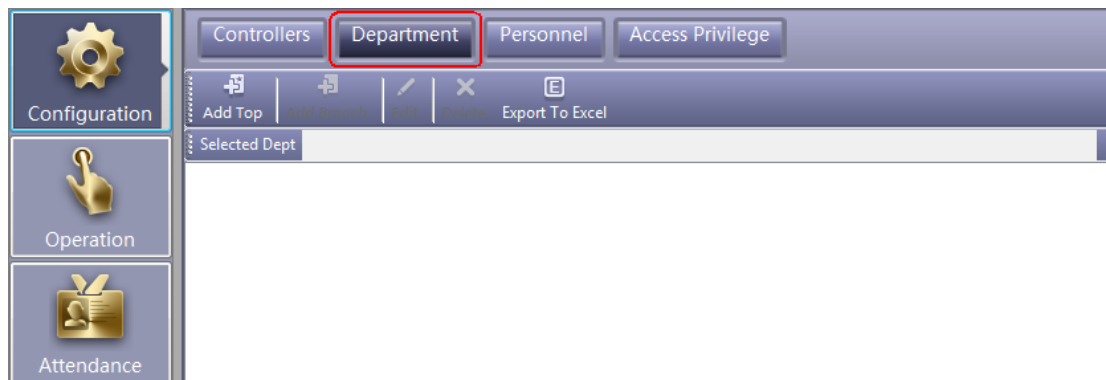 Controllers
Department
Personnel
Access Privilege
Add Top
Export To Excel
Selected Dept
Configuration
Operation
Attendance